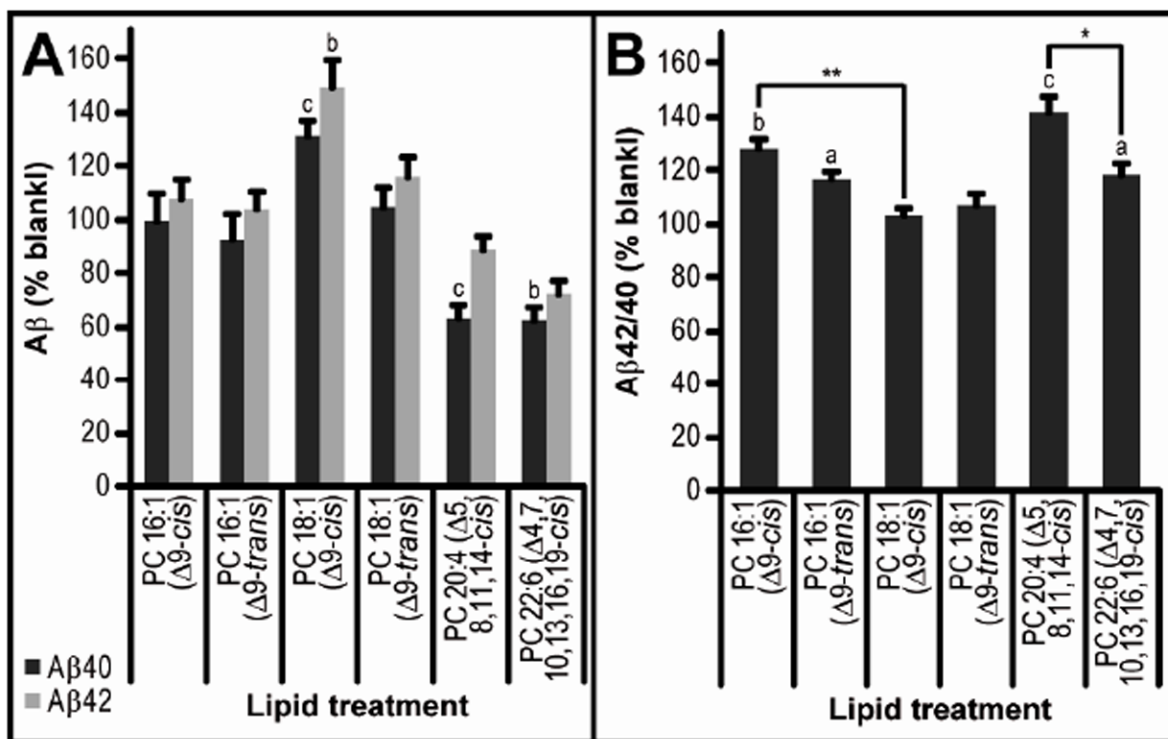 A
Aβ (% blankl)
160
140
120
100
80
60
40
20
0
c
b
c
b
PC 16:1
(Δ9-cis)
PC 16:1
(Δ9-trans)
PC 18:1
(Δ9-cis)
PC 18:1
(Δ9-trans)
PC 20:4 (Δ5,
8,11,14-cis)
PC 22:6 (Δ4,7,
10,13,16,19-cis)
Aβ40
Aβ42
Lipid treatment
B
Aβ42/40 (% blankl)
160
140
120
100
80
60
40
20
0
**
*
b
a
c
a
PC 16:1
(Δ9-cis)
PC 16:1
(Δ9-trans)
PC 18:1
(Δ9-cis)
PC 18:1
(Δ9-trans)
PC 20:4 (Δ5,
8,11,14-cis)
PC 22:6 (Δ4,7,
10,13,16,19-cis)
Lipid treatment